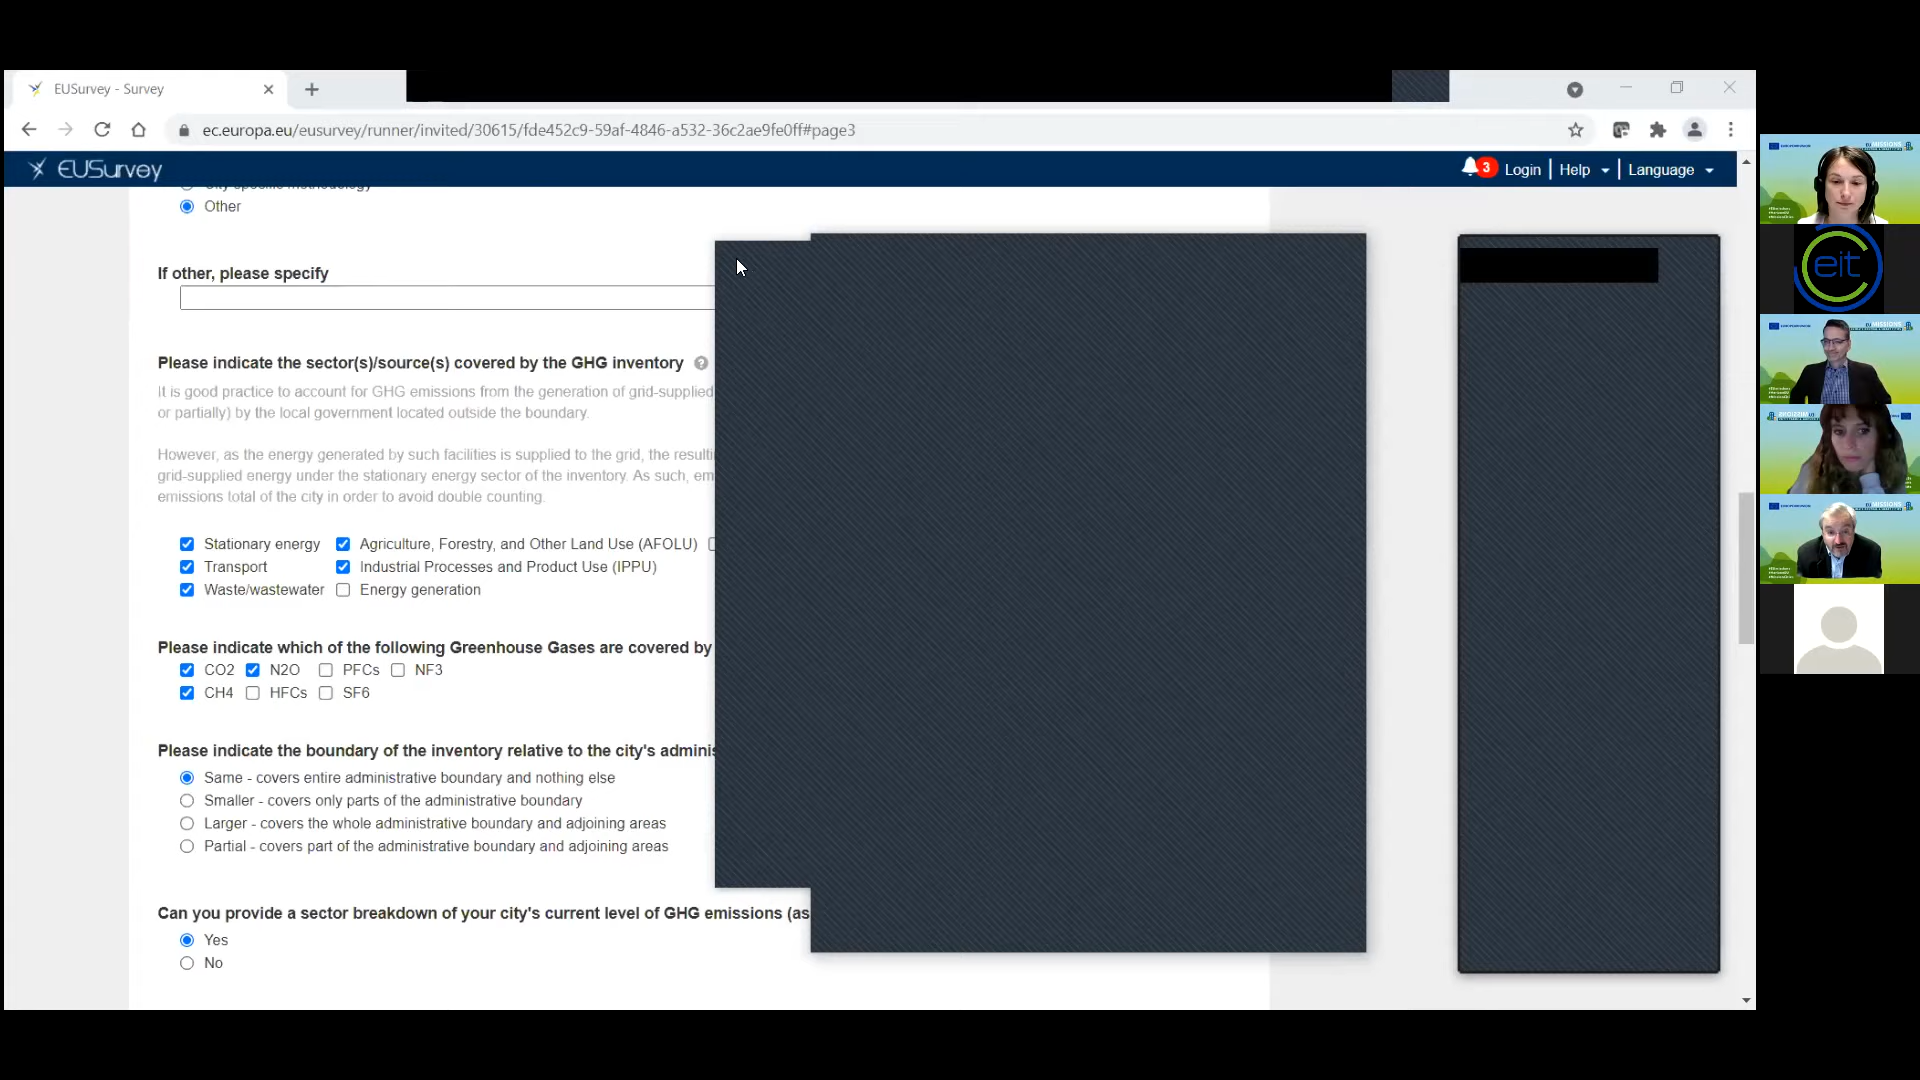 EUSurvey - Survey
ec.europa.eu/eusurvey/runner/invited/30615/fde452c9-59af-4846-a532-36c2ae9fe0ff#page3
EUSurvey
3 Login Help Language
City specific methodology
Other
If other, please specify
Please indicate the sector(s)/source(s) covered by the GHG inventory ?
It is good practice to account for GHG emissions from the generation of grid-supplied
or partially) by the local government located outside the boundary.
However, as the energy generated by such facilities is supplied to the grid, the
grid-supplied energy under the stationary energy sector of the inventory. As such,
emissions total of the city in order to avoid double counting.
Stationary energy Agriculture, Forestry, and Other Land Use (AFOLU)
Transport Industrial Processes and Product Use (IPPU)
Waste/wastewater Energy generation
Please indicate which of the following Greenhouse Gases are covered by
CO2 N2O PFCs NF3
CH4 HFCs SF6
Please indicate the boundary of the inventory relative to the city's
Same - covers entire administrative boundary and nothing else
Smaller - covers only parts of the administrative boundary
Larger - covers the whole administrative boundary and adjoining areas
Partial - covers part of the administrative boundary and adjoining areas
Can you provide a sector breakdown of your city's current level of GHG emissions (as
Yes
No
eit